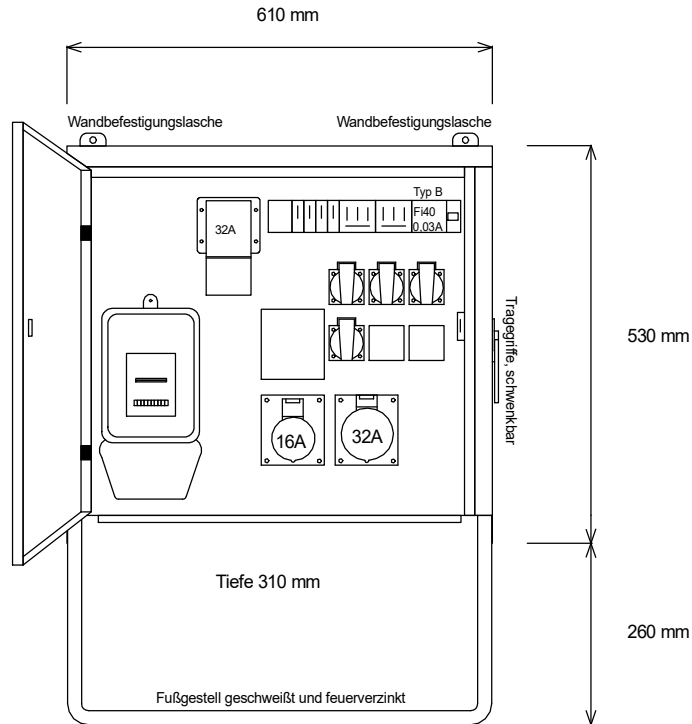 610 mm
Wandbefestigungslasche
Wandbefestigungslasche
Typ B
Fi40
0,03A
32A
Tragegriffe, schwenkbar
530 mm
16A
32A
Tiefe 310 mm
260 mm
Fußgestell geschweißt und feuerverzinkt